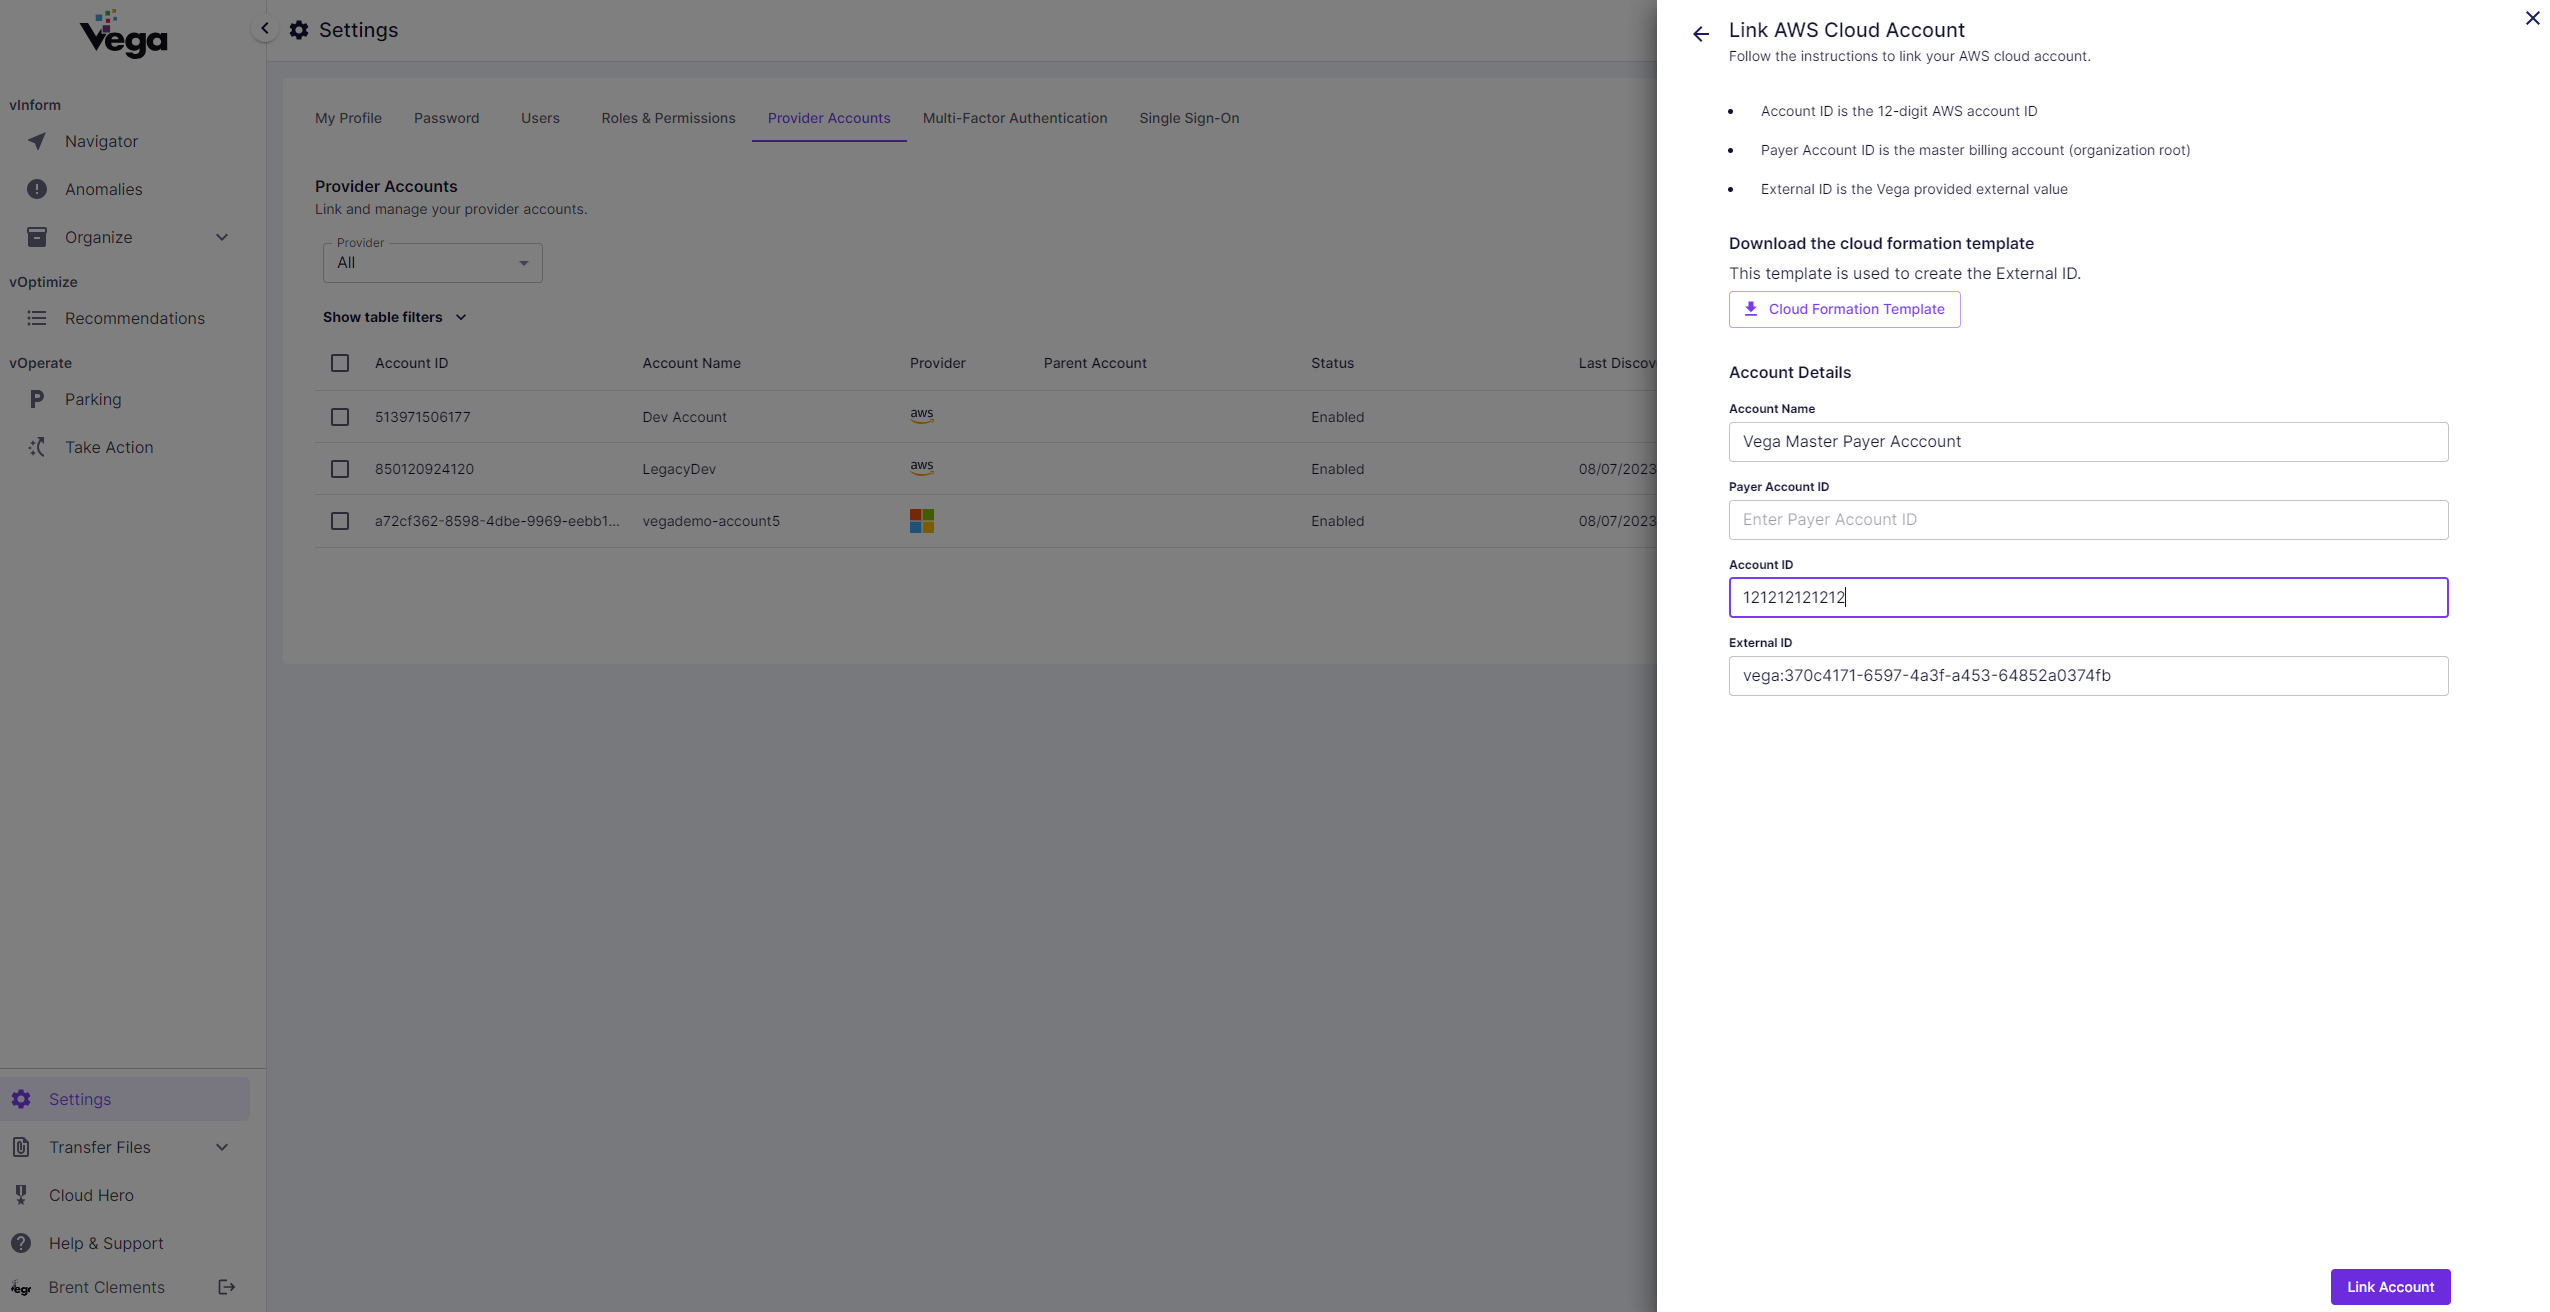 Vega
Settings
vInform
Navigator
Anomalies
Organize
vOptimize
Recommendations
vOperate
Parking
Take Action
Settings
Transfer Files
Cloud Hero
Help & Support
Vega
Brent Clements
My Profile
Password
Users
Roles & Permissions
Provider Accounts
Multi-Factor Authentication
Single Sign-On
Provider Accounts
Link and manage your provider accounts.
Provider
All
Show table filters
Account ID Account Name Provider Parent Account Status Last Discov
513971506177 Dev Account aws Enabled
850120924120 LegacyDev aws Enabled 08/07/2023
a72cf362-8598-4dbe-9969-eebb1... vegademo-account5 Enabled 08/07/2023
Link AWS Cloud Account
Follow the instructions to link your AWS cloud account.
• Account ID is the 12-digit AWS account ID
• Payer Account ID is the master billing account (organization root)
• External ID is the Vega provided external value
Download the cloud formation template
This template is used to create the External ID.
Cloud Formation Template
Account Details
Account Name
Vega Master Payer Acccount
Payer Account ID
Enter Payer Account ID
Account ID
121212121212
External ID
vega:370c4171-6597-4a3f-a453-64852a0374fb
Link Account